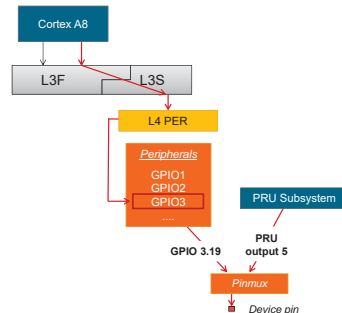 Cortex A8
L3F
L3S
L4 PER
Peripherals
GPIO1
GPIO2
GPIO3
....
PRU Subsystem
GPIO 3.19
PRU
output 5
Pinmux
Device pin